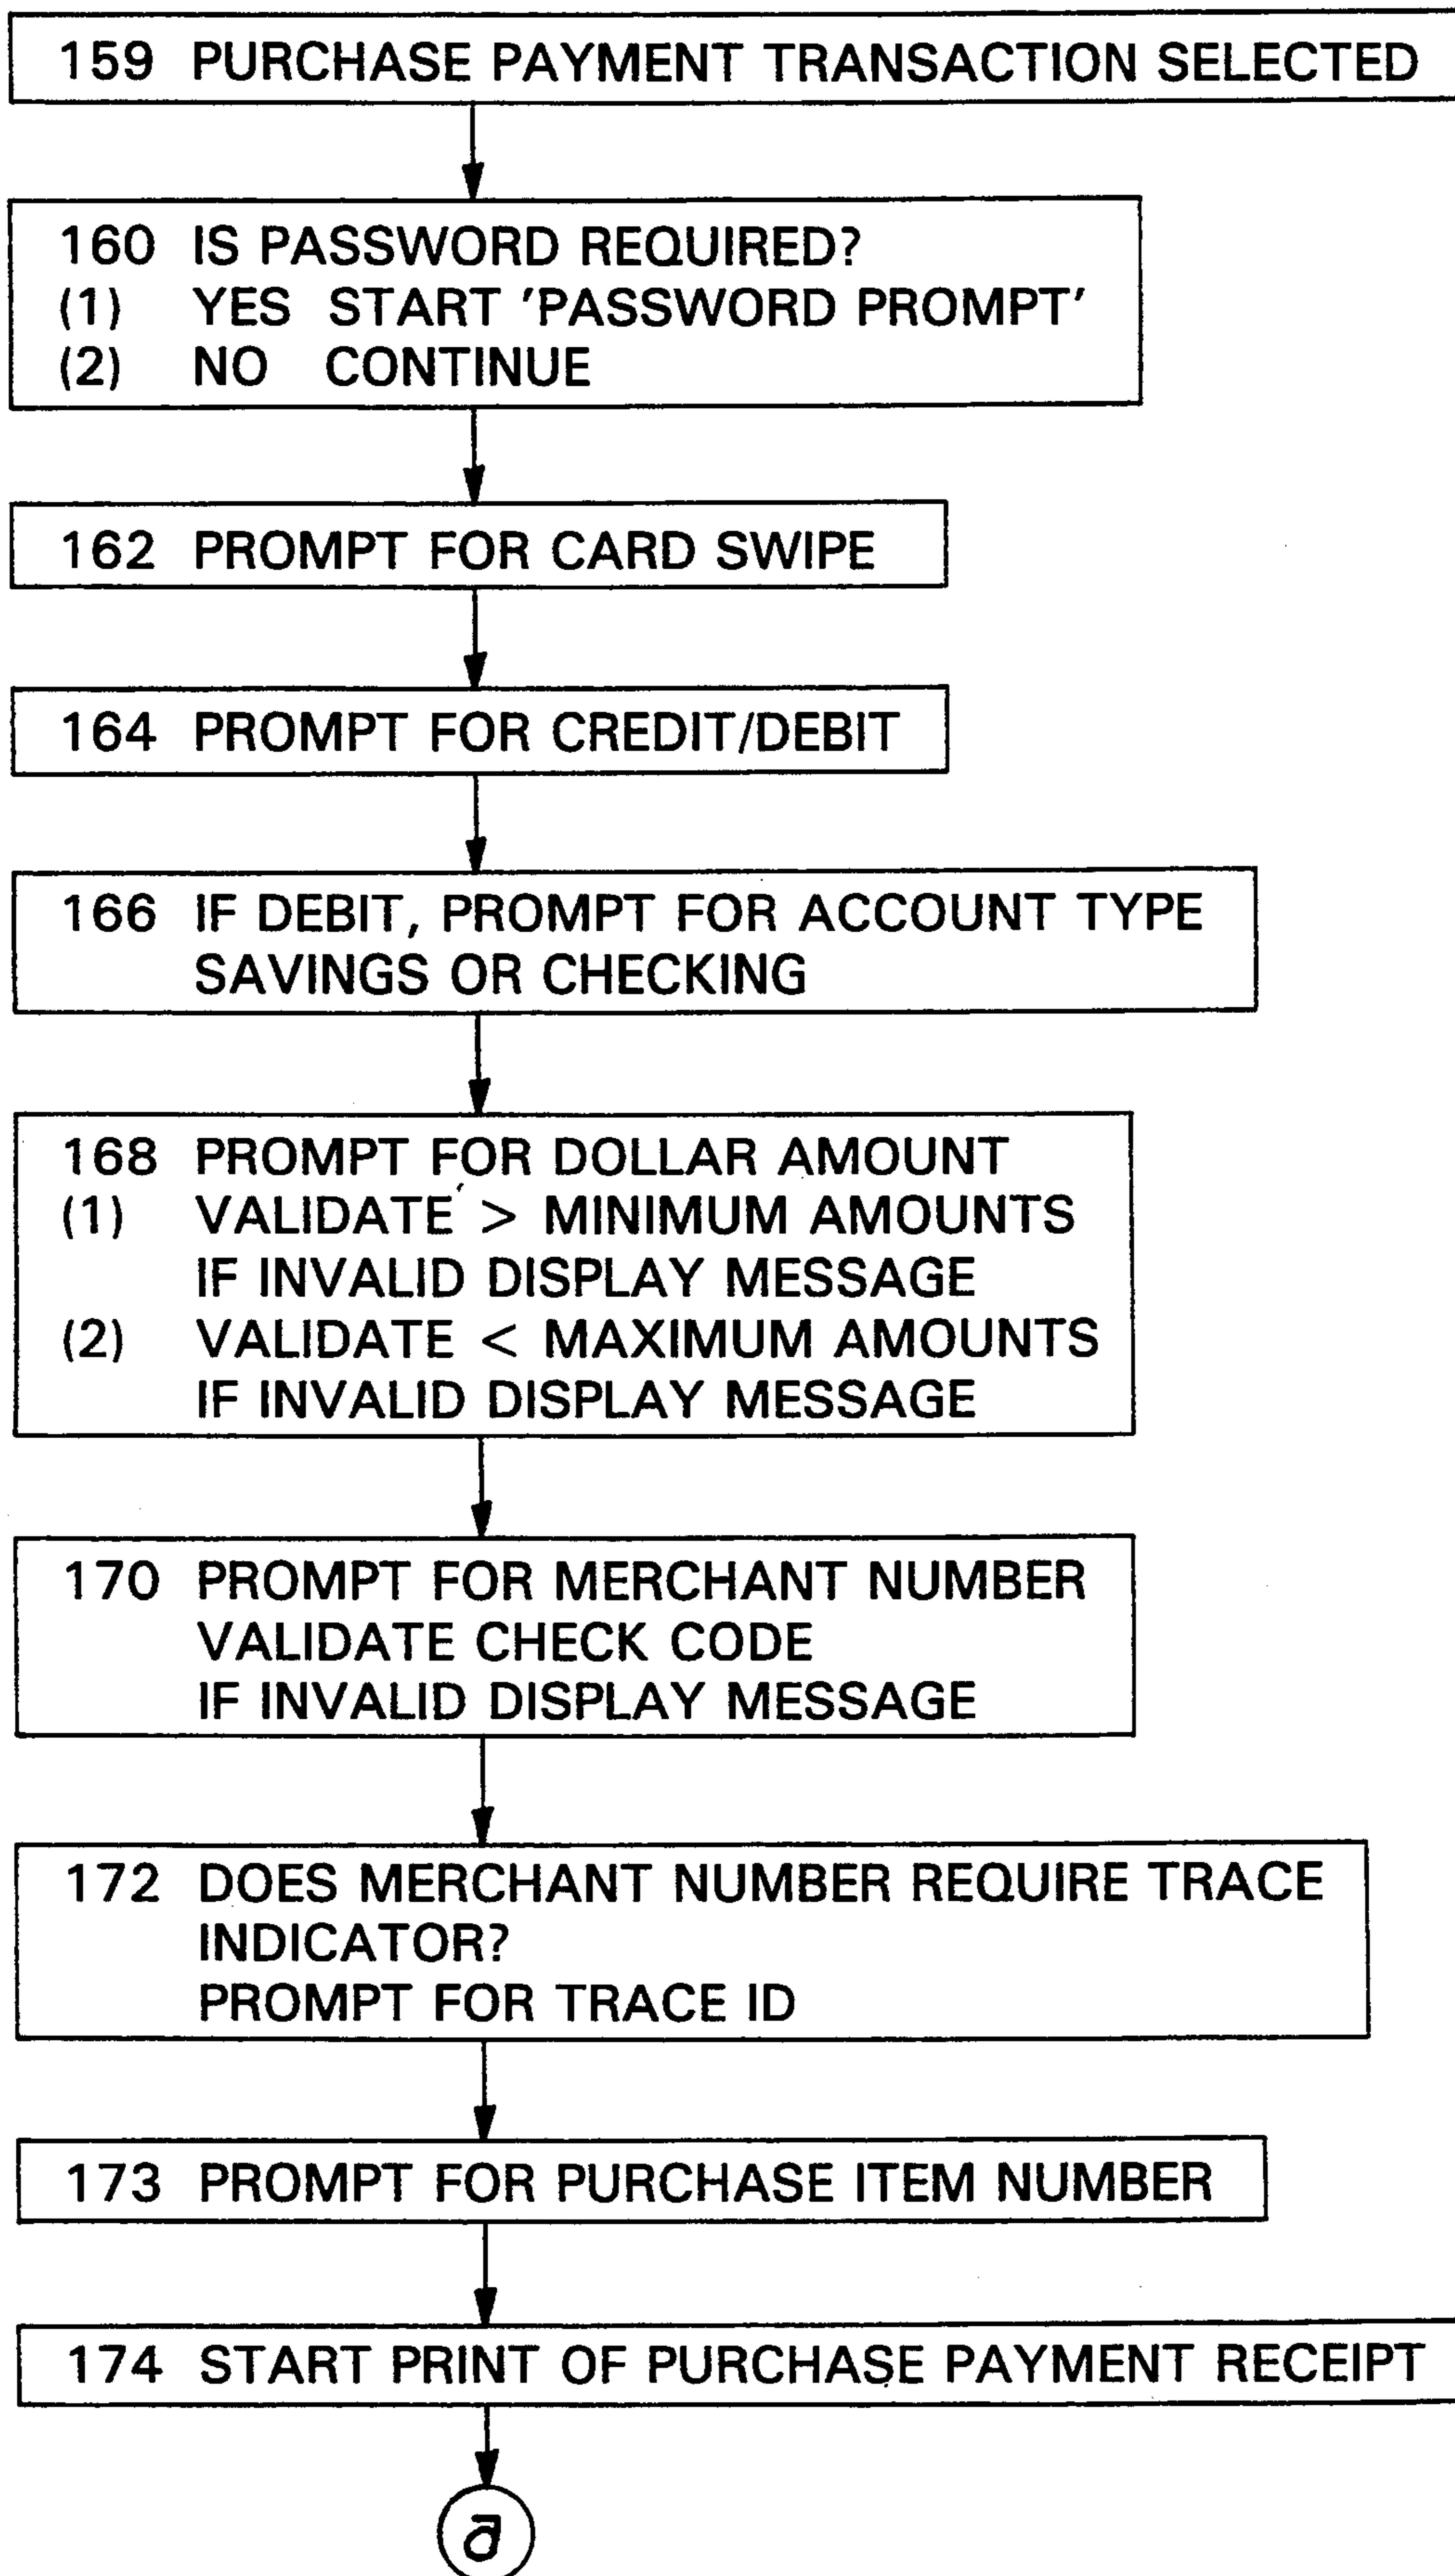 159 PURCHASE PAYMENT TRANSACTION SELECTED
160 IS PASSWORD REQUIRED?
(1) YES START 'PASSWORD PROMPT'
(2) NO CONTINUE
162 PROMPT FOR CARD SWIPE
164 PROMPT FOR CREDIT/DEBIT
166 IF DEBIT, PROMPT FOR ACCOUNT TYPE
SAVINGS OR CHECKING
168 PROMPT FOR DOLLAR AMOUNT
(1) VALIDATE > MINIMUM AMOUNTS
IF INVALID DISPLAY MESSAGE
(2) VALIDATE < MAXIMUM AMOUNTS
IF INVALID DISPLAY MESSAGE
170 PROMPT FOR MERCHANT NUMBER
VALIDATE CHECK CODE
IF INVALID DISPLAY MESSAGE
172 DOES MERCHANT NUMBER REQUIRE TRACE
INDICATOR?
PROMPT FOR TRACE ID
173 PROMPT FOR PURCHASE ITEM NUMBER
174 START PRINT OF PURCHASE PAYMENT RECEIPT
a